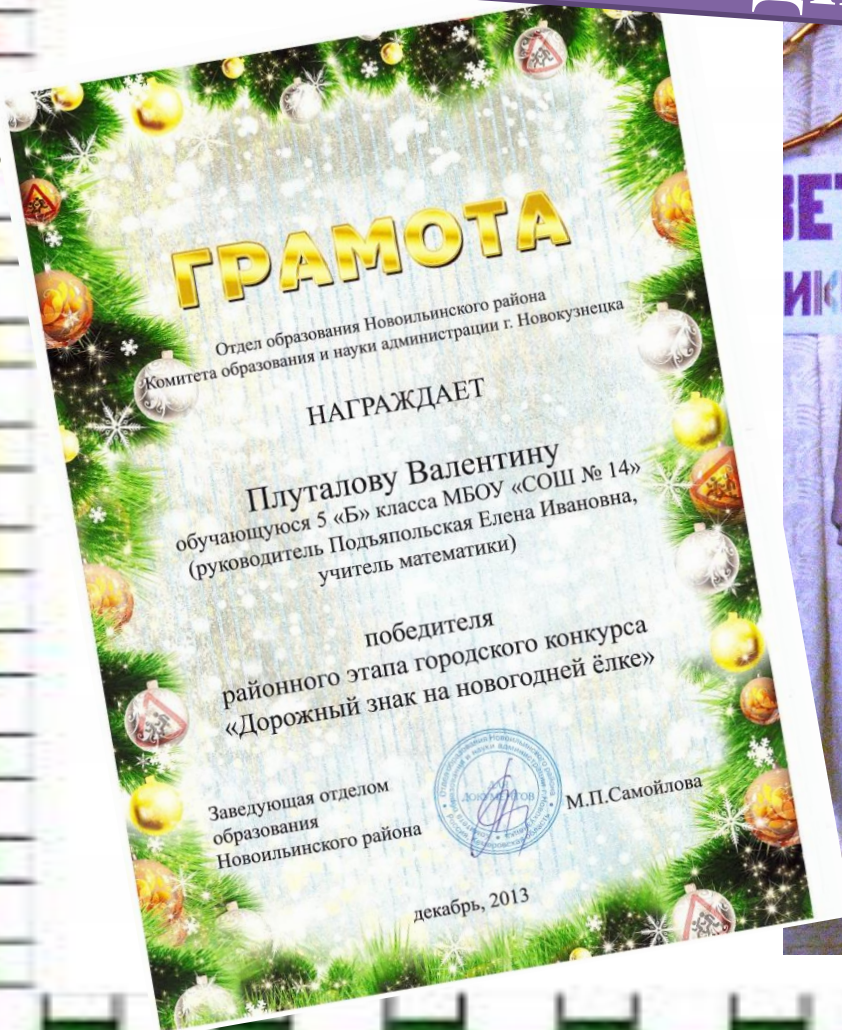 ГРАМОТА
Отдел образования Новоильинского района
Комитета образования и науки администрации г. Новокузнецка
НАГРАЖДАЕТ
Плуталову Валентину
обучающуюся 5 «Б» класса МБОУ «СОШ № 14»
(руководитель Подъяпольская Елена Ивановна,
учитель математики)
победителя
районного этапа городского конкурса
«Дорожный знак на новогодней ёлке»
Заведующая отделом
образования
Новоильинского района
ДОКУМЕНТОВ
М.П.Самойлова
декабрь, 2013